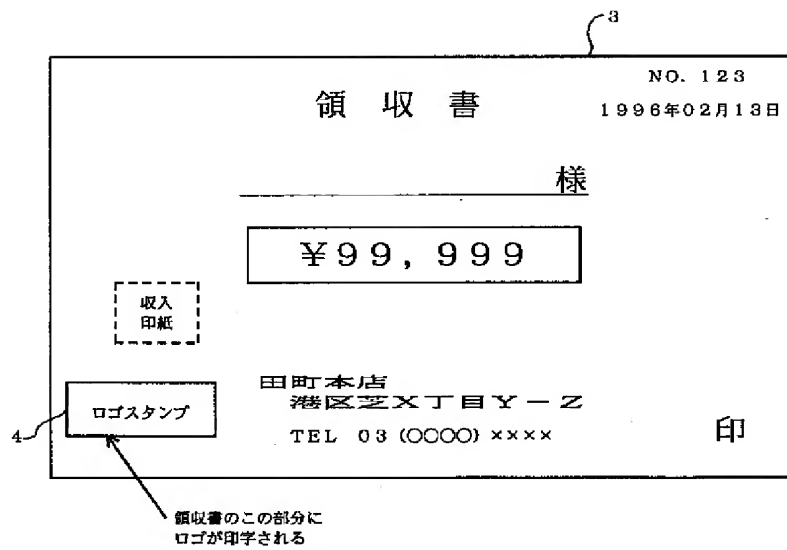 3
NO. 123
領 収 書
1996年02月13日
様
¥99,999
収入
印紙
田町本店
港区芝X丁目Y-Z
ロゴスタンプ
4
TEL 03 (○○○○) ××××
印
領収書のこの部分に
ロゴが印字される